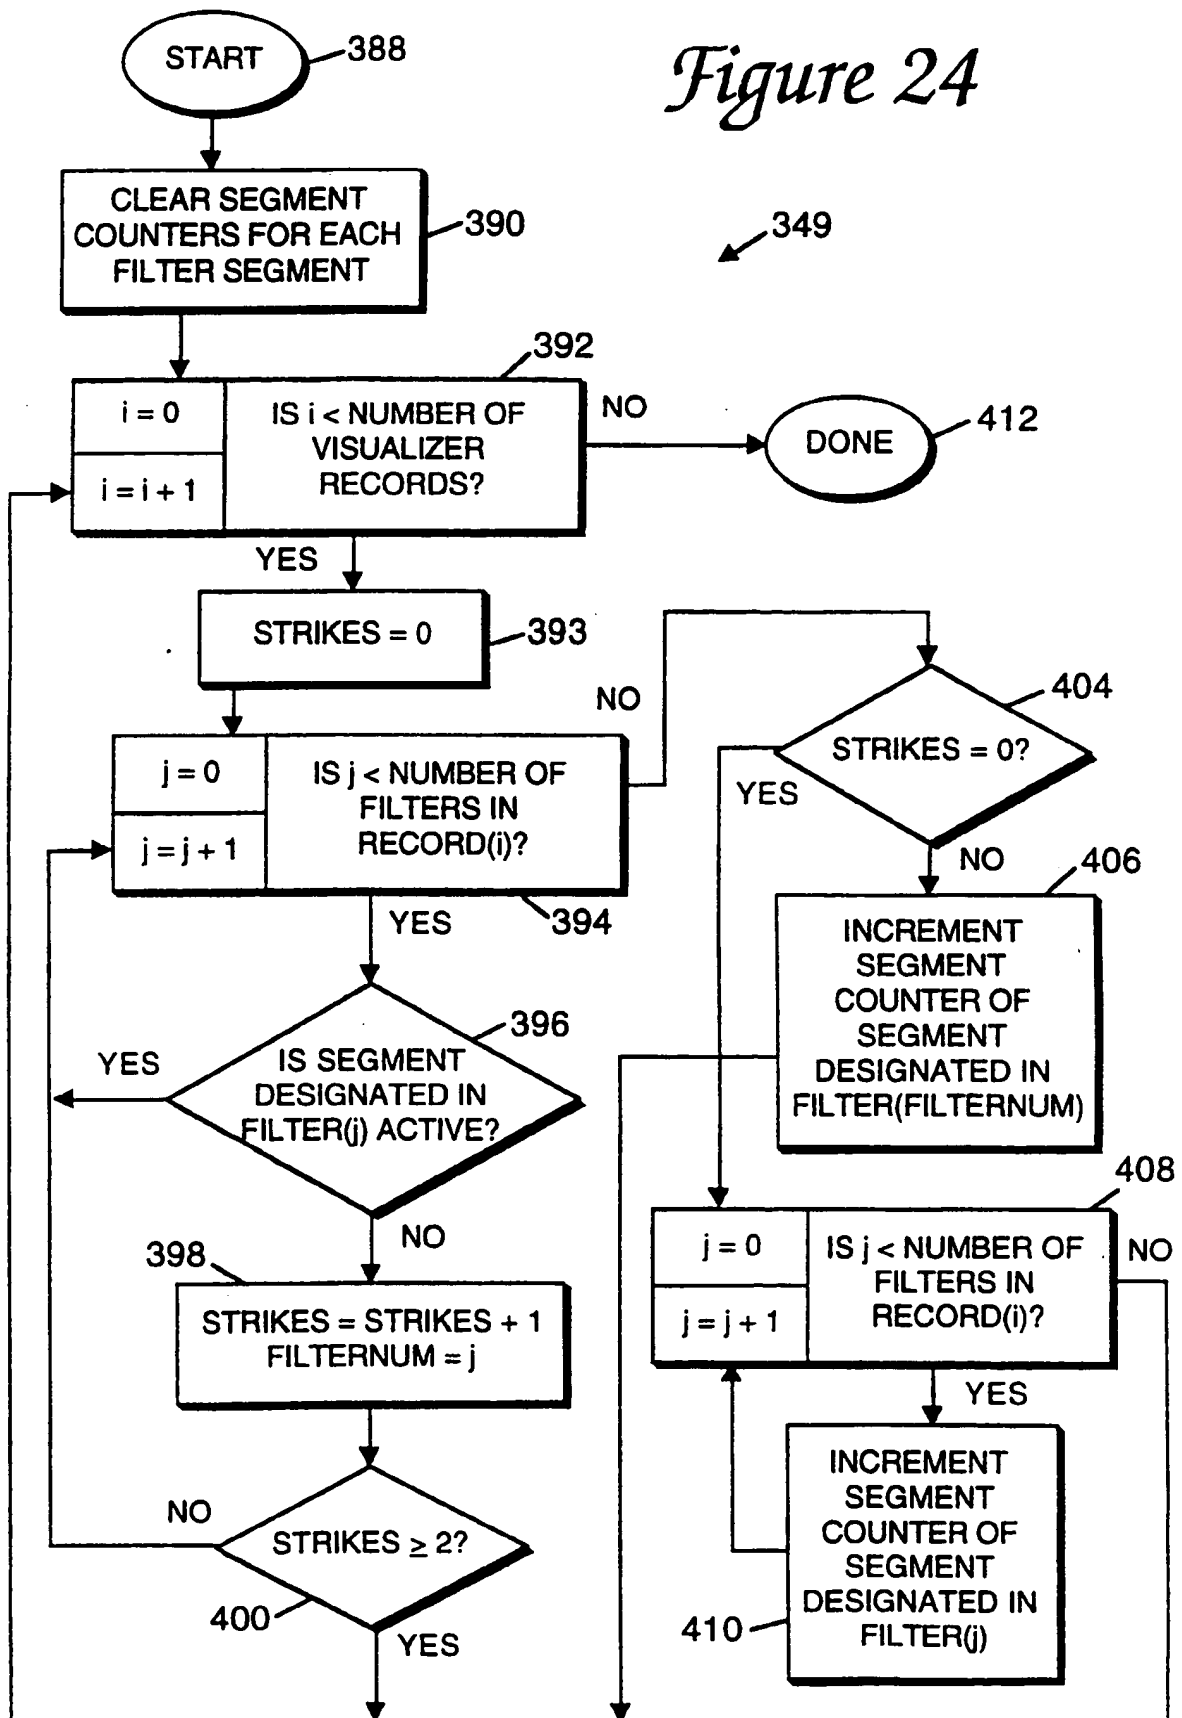 Figure 24
START
388
CLEAR SEGMENT
COUNTERS FOR EACH
FILTER SEGMENT
390
349
392
i = 0
i = i + 1
IS i < NUMBER OF
VISUALIZER
RECORDS?
NO
DONE
412
YES
STRIKES = 0
393
NO
404
j = 0
j = j + 1
IS j < NUMBER OF
FILTERS IN
RECORD(i)?
STRIKES = 0?
YES
NO
394
YES
406
INCREMENT
SEGMENT
COUNTER OF
SEGMENT
DESIGNATED IN
FILTER(FILTERNUM)
396
YES
IS SEGMENT
DESIGNATED IN
FILTER(j) ACTIVE?
NO
408
398
STRIKES = STRIKES + 1
FILTERNUM = j
j = 0
j = j + 1
IS j < NUMBER OF
FILTERS IN
RECORD(i)?
NO
YES
NO
STRIKES ≥ 2?
400
YES
INCREMENT
SEGMENT
COUNTER OF
SEGMENT
DESIGNATED IN
FILTER(j)
410